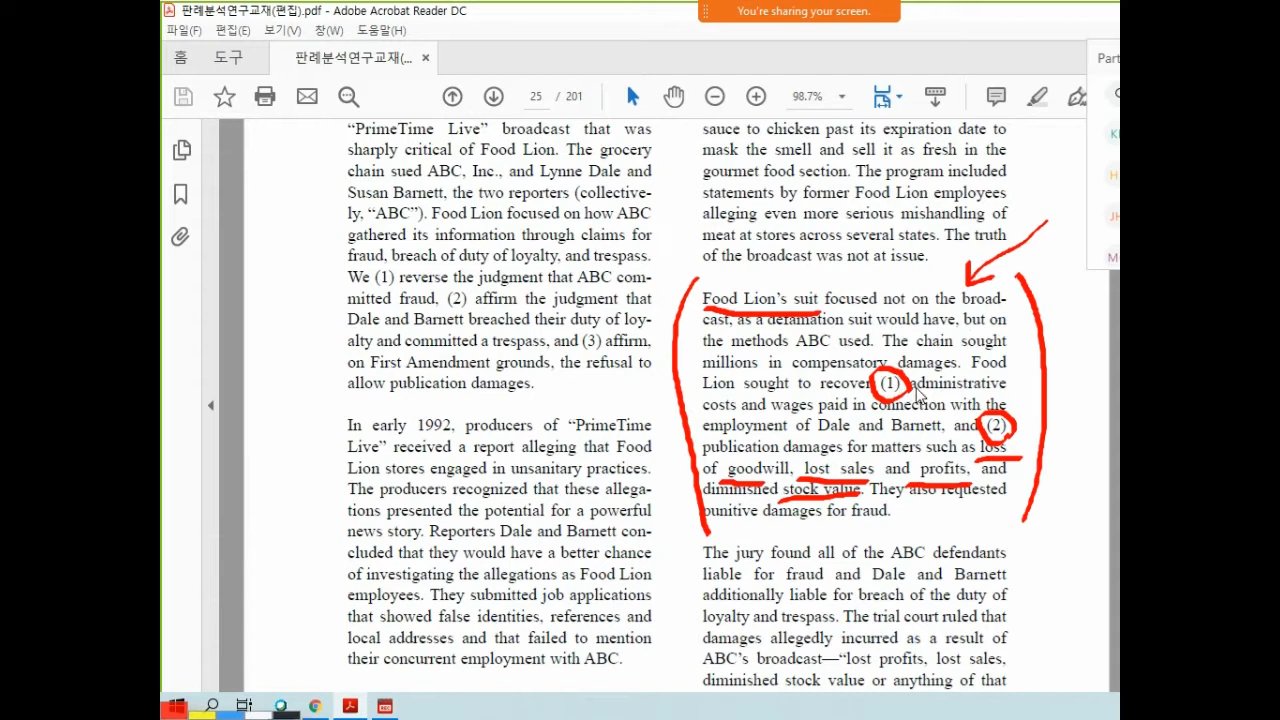 판례분석연구교재(편집).pdf - Adobe Acrobat Reader DC
You're sharing your screen.
파일(F) 편집(E) 보기(V) 창(W) 도움말(H)
홈 도구 판례분석연구교재(... ×
Part
25 / 201
98.7%
“PrimeTime Live” broadcast that was
sharply critical of Food Lion. The grocery
chain sued ABC, Inc., and Lynne Dale and
Susan Barnett, the two reporters (collective-
ly, “ABC”). Food Lion focused on how ABC
gathered its information through claims for
fraud, breach of duty of loyalty, and trespass.
We (1) reverse the judgment that ABC com-
mitted fraud, (2) affirm the judgment that
Dale and Barnett breached their duty of loy-
alty and committed a trespass, and (3) affirm,
on First Amendment grounds, the refusal to
allow publication damages.
In early 1992, producers of “PrimeTime
Live” received a report alleging that Food
Lion stores engaged in unsanitary practices.
The producers recognized that these allega-
tions presented the potential for a powerful
news story. Reporters Dale and Barnett con-
cluded that they would have a better chance
of investigating the allegations as Food Lion
employees. They submitted job applications
that showed false identities, references and
local addresses and that failed to mention
their concurrent employment with ABC.
sauce to chicken past its expiration date to
mask the smell and sell it as fresh in the
gourmet food section. The program included
statements by former Food Lion employees
alleging even more serious mishandling of
meat at stores across several states. The truth
of the broadcast was not at issue.
Food Lion’s suit focused not on the broad-
cast, as a defamation suit would have, but on
the methods ABC used. The chain sought
millions in compensatory damages. Food
Lion sought to recover (1) administrative
costs and wages paid in connection with the
employment of Dale and Barnett, and (2)
publication damages for matters such as loss
of goodwill, lost sales and profits, and
diminished stock value. They also requested
punitive damages for fraud.
The jury found all of the ABC defendants
liable for fraud and Dale and Barnett
additionally liable for breach of the duty of
loyalty and trespass. The trial court ruled that
damages allegedly incurred as a result of
ABC’s broadcast—“lost profits, lost sales,
diminished stock value or anything of that